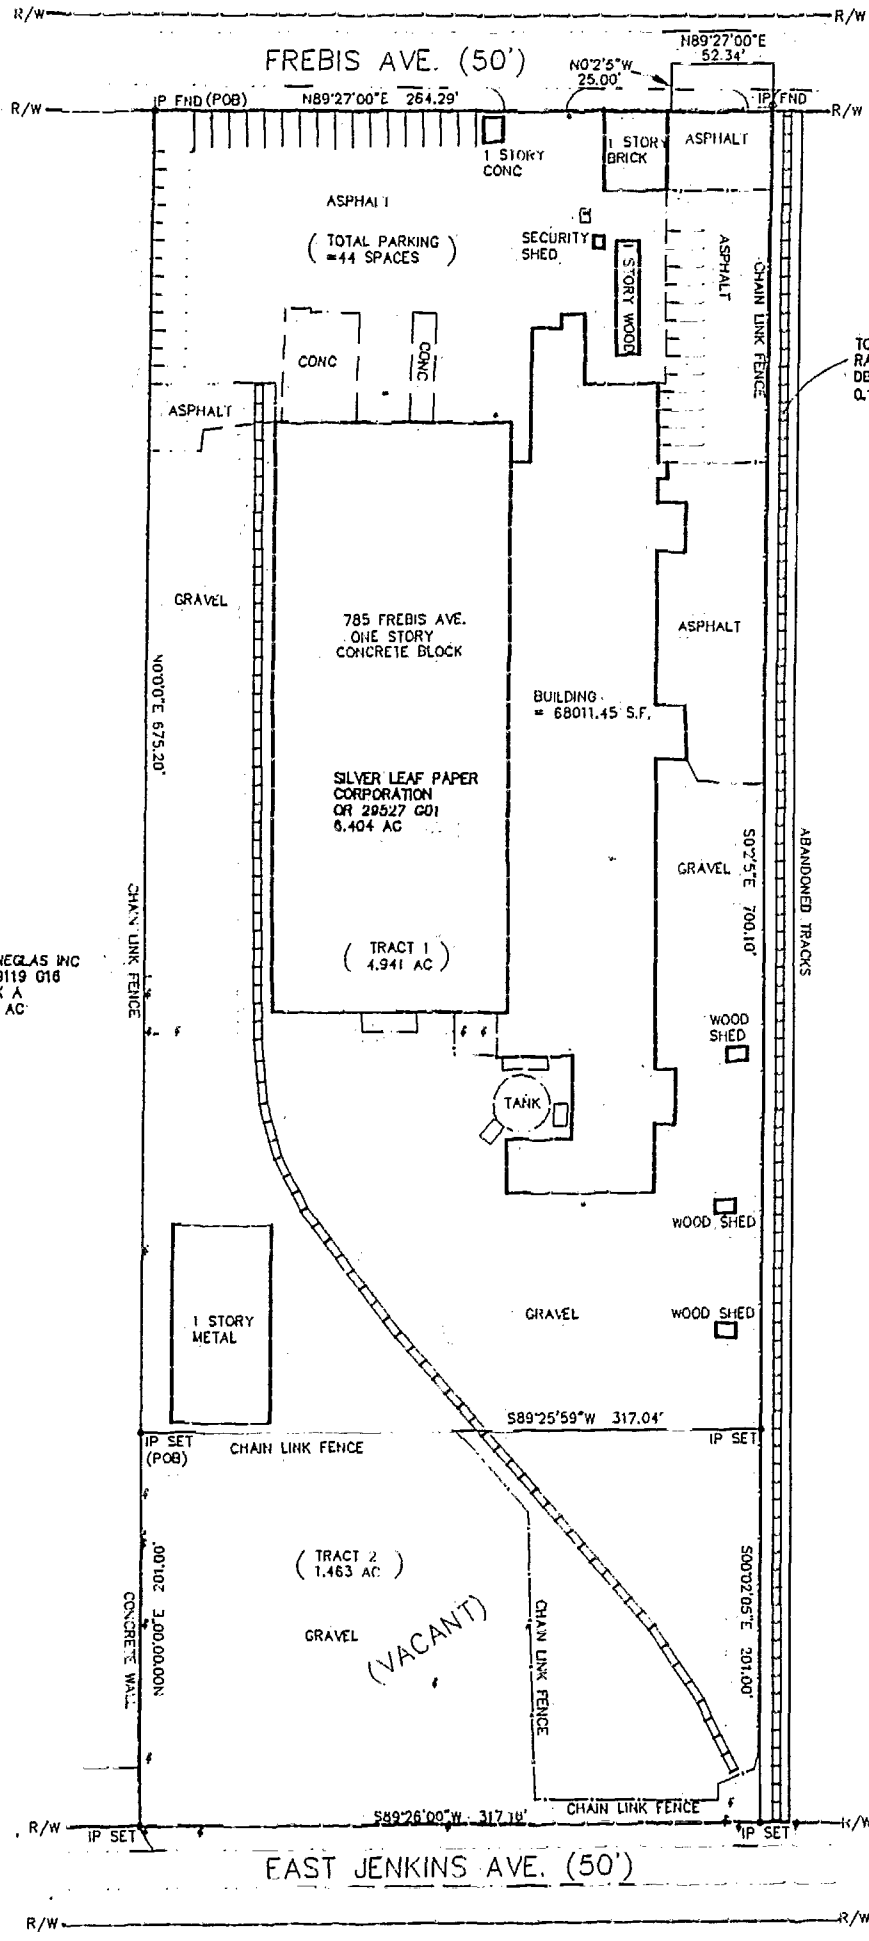 R/W
R/W
FREBIS AVE. (50')
N89°27'00"E
52.34'
N0°2'5"W
25.00'
R/W
IP FND (POB)
N89°27'00"E 264.29'
IP FND
R/W
1 STORY
CONC
1 STORY
BRICK
ASPHALT
ASPHALT
(TOTAL PARKING
=44 SPACES)
SECURITY
SHED
1 STORY WOOD
ASPHALT
CHAIN LINK FENCE
CONC
CONC
ASPHALT
GRAVEL
N0°0'0"E 675.20'
785 FREBIS AVE.
ONE STORY
CONCRETE BLOCK
ASPHALT
BUILDING
= 68011.45 S.F.
SILVER LEAF PAPER
CORPORATION
OR 29527 G01
6.404 AC
GRAVEL
S0°2'5"E 700.10'
ABANDONED TRACKS
CHAIN LINK FENCE
(TRACT 1
4.941 AC)
NEGLAS INC
9119 G16
K A
AC
WOOD
SHED
TANK
WOOD SHED
1 STORY
METAL
GRAVEL
WOOD SHED
S89°25'59"W 317.04'
IP SET
(POB)
CHAIN LINK FENCE
IP SET
(TRACT 2
1.463 AC)
N00°00'00"E 201.00'
CONCRETE WALL
GRAVEL
(VACANT)
CHAIN LINK FENCE
S00°02'05"E 201.00'
S89°26'00"W 317.18'
CHAIN LINK FENCE
R/W
IP SET
IP SET
R/W
EAST JENKINS AVE. (50')
R/W
R/W